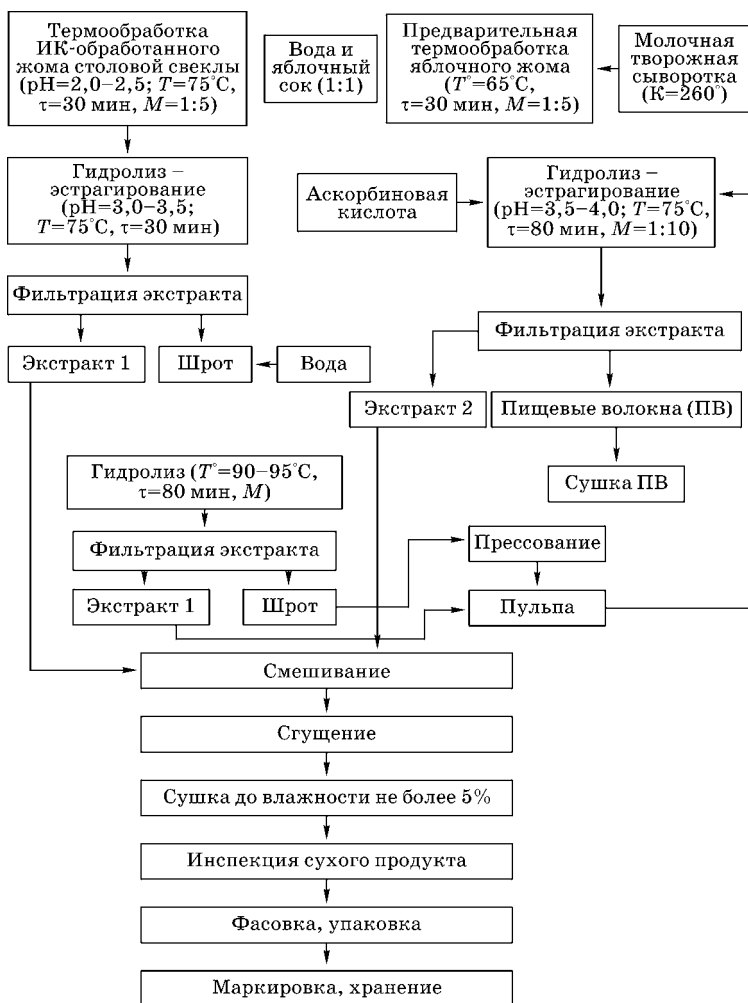 Термообработка
ИК-обработанного
жома столовой свеклы
(pH=2,0–2,5; T=75°C,
τ=30 мин, M=1:5)
Вода и
яблочный
сок (1:1)
Предварительная
термообработка
яблочного жома
(T°=65°C,
τ=30 мин, M=1:5)
Молочная
творожная
сыворотка
(К=260°)
Гидролиз –
эстрагирование
(pH=3,0–3,5;
T=75°C, τ=30 мин)
Аскорбиновая
кислота
Гидролиз –
эстрагирование
(pH=3,5–4,0; T=75°C,
τ=80 мин, M=1:10)
Фильтрация экстракта
Фильтрация экстракта
Экстракт 1
Шрот
Вода
Экстракт 2
Пищевые волокна (ПВ)
Сушка ПВ
Гидролиз (T°=90–95°C,
τ=80 мин, M)
Фильтрация экстракта
Прессование
Экстракт 1
Шрот
Пульпа
Смешивание
Сгущение
Сушка до влажности не более 5%
Инспекция сухого продукта
Фасовка, упаковка
Маркировка, хранение